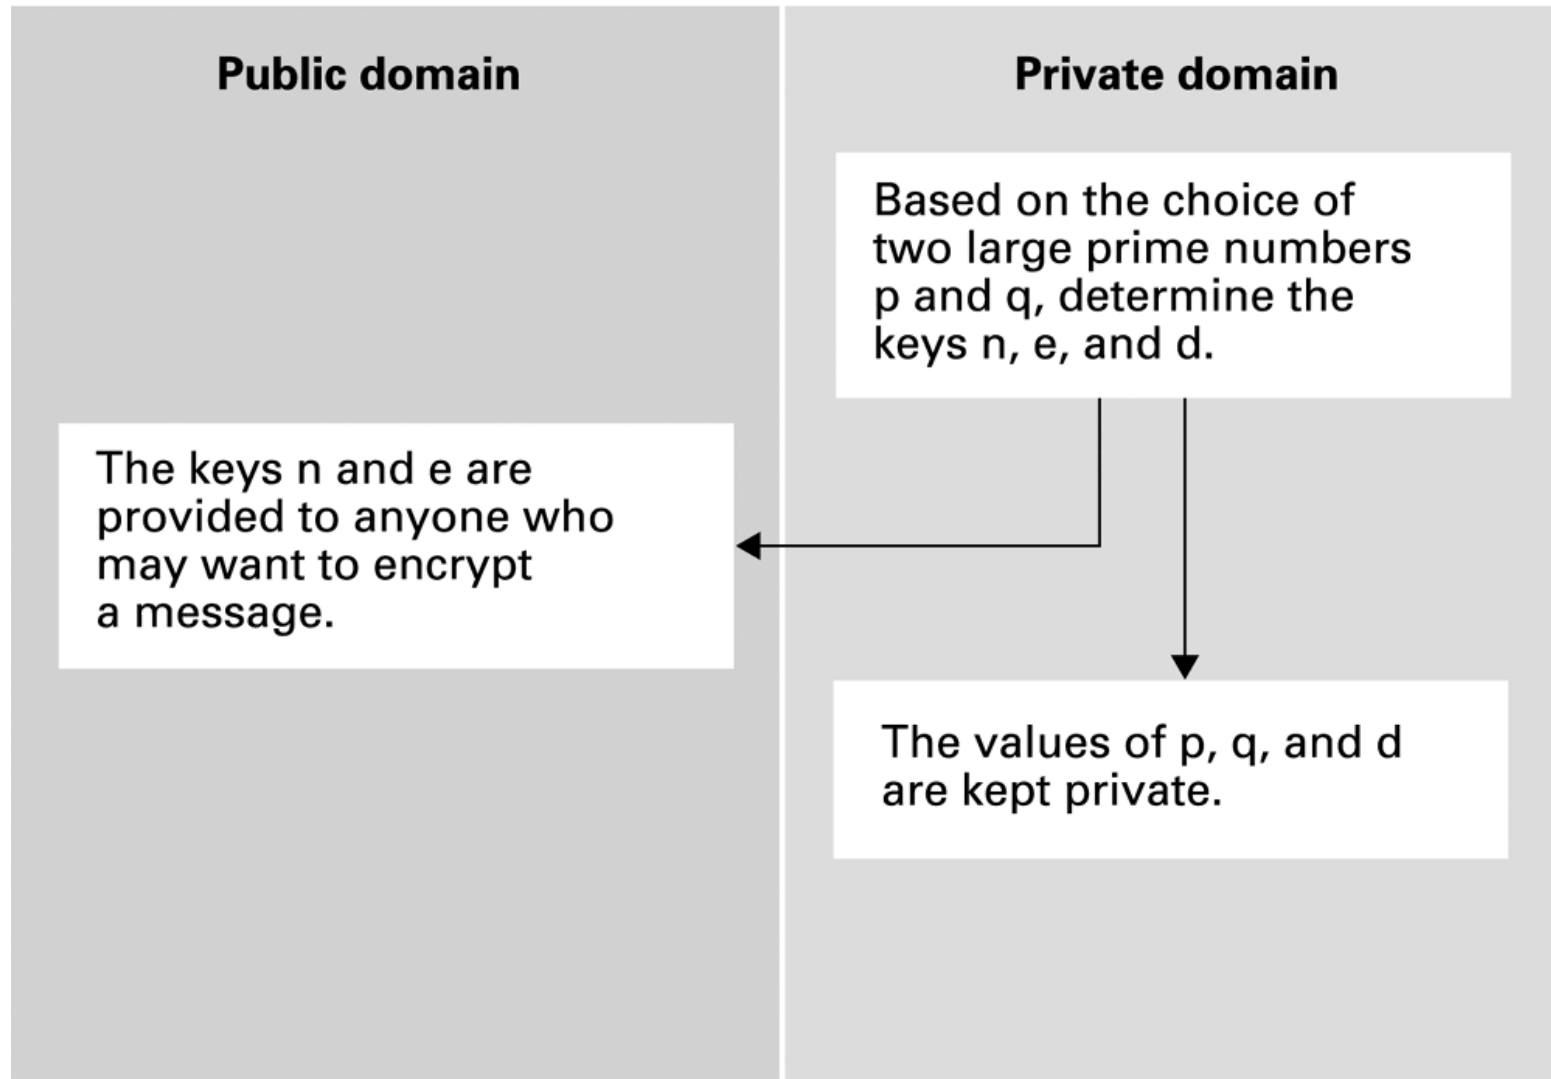 Public domain
Private domain
Based on the choice of
two large prime numbers
p and q, determine the
keys n, e, and d.
The keys n and e are
provided to anyone who
may want to encrypt
a message.
The values of p, q, and d
are kept private.